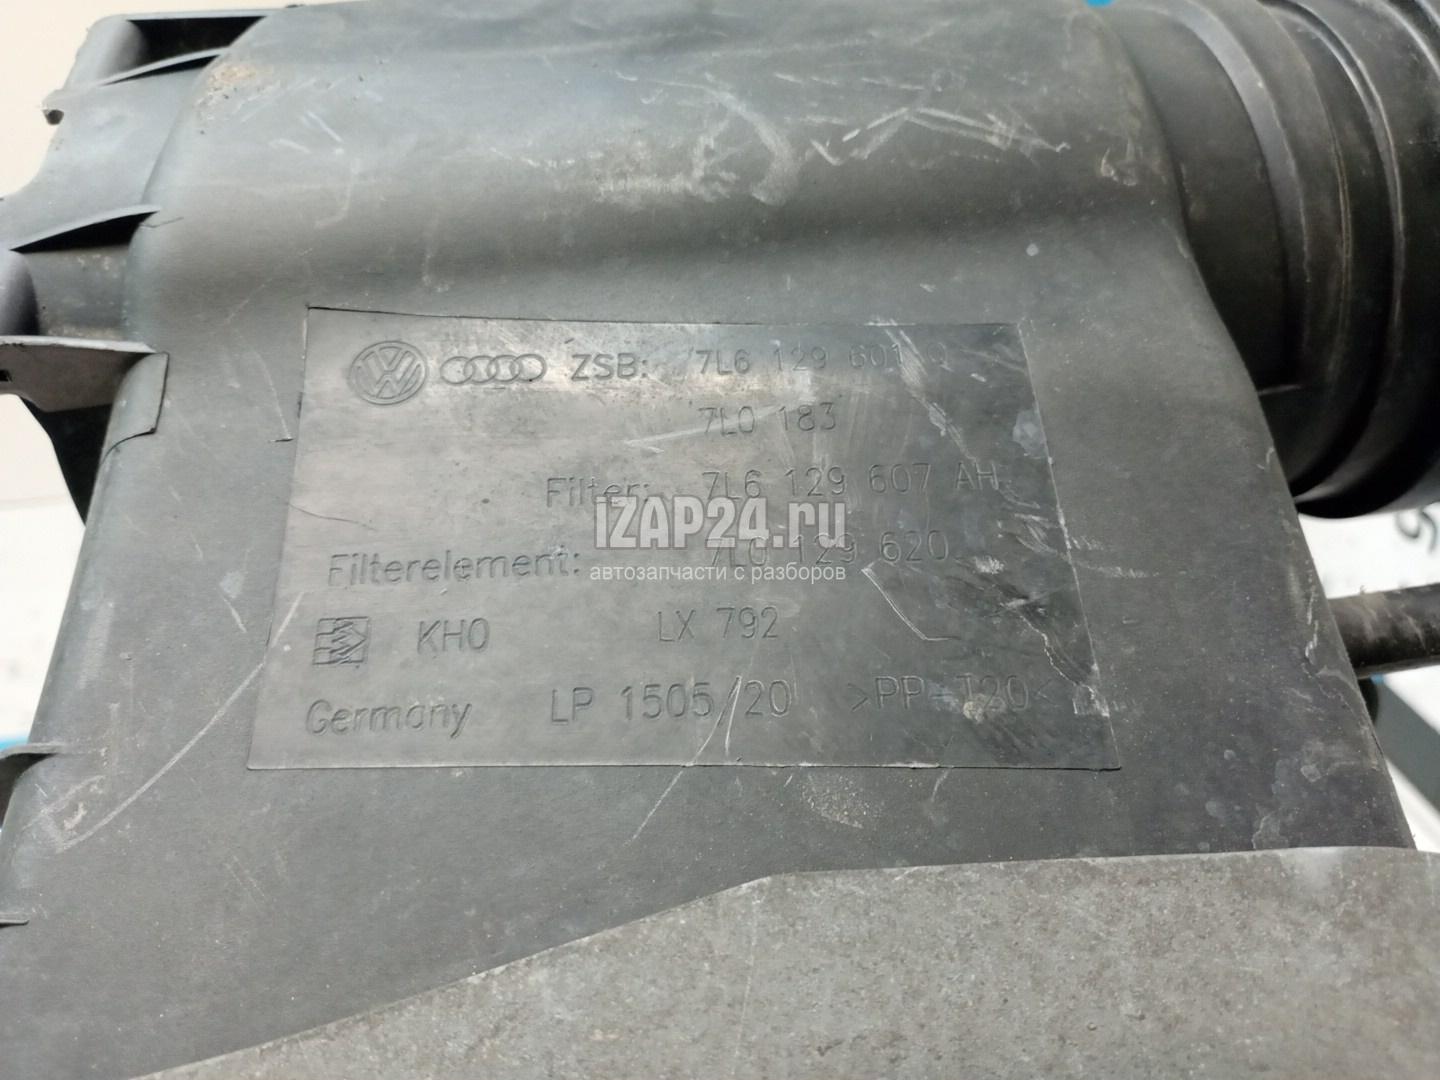 ZSB: 7L6 129 601 Q
7L0 183
Filter: 7L6 129 607 AH
iZAP24.ru
Filterelement: 7L0 129 620
автозапчасти с разборов
KHO LX 792
Germany LP 1505/20 >PP-T20<